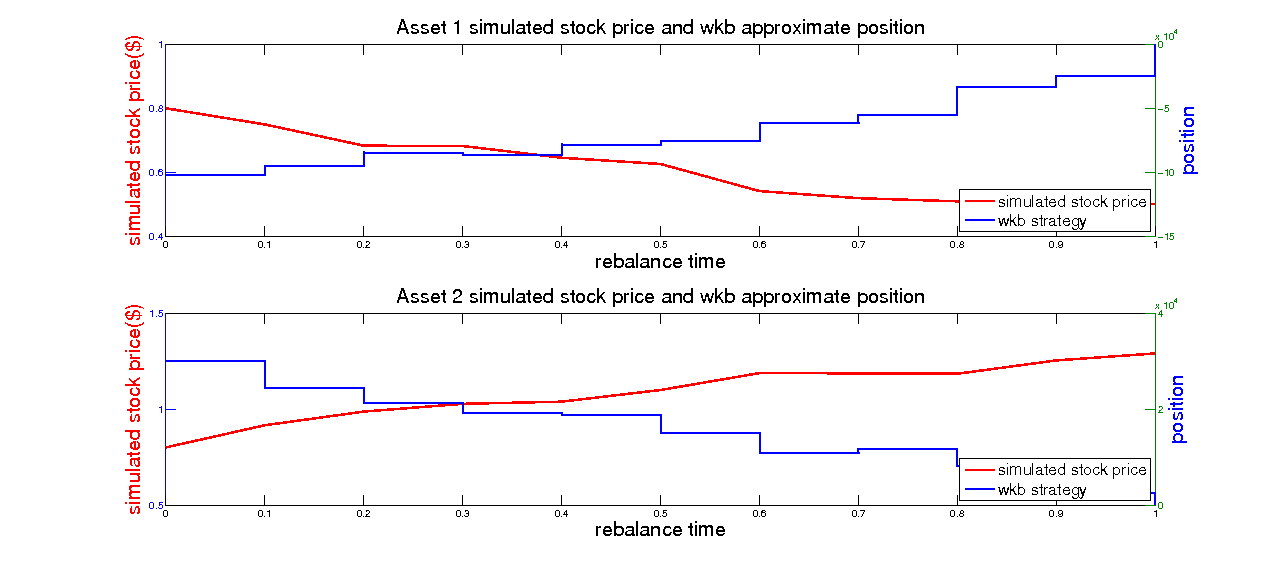 Asset 1 simulated stock price and wkb approximate position
simulated stock price($)
1
0.8
0.6
0.4
x 10^4
0
-5
-10
-15
position
simulated stock price
wkb strategy
0 0.1 0.2 0.3 0.4 0.5 0.6 0.7 0.8 0.9 1
rebalance time
Asset 2 simulated stock price and wkb approximate position
simulated stock price($)
1.5
1
0.5
x 10^4
4
2
0
position
simulated stock price
wkb strategy
0 0.1 0.2 0.3 0.4 0.5 0.6 0.7 0.8 0.9 1
rebalance time